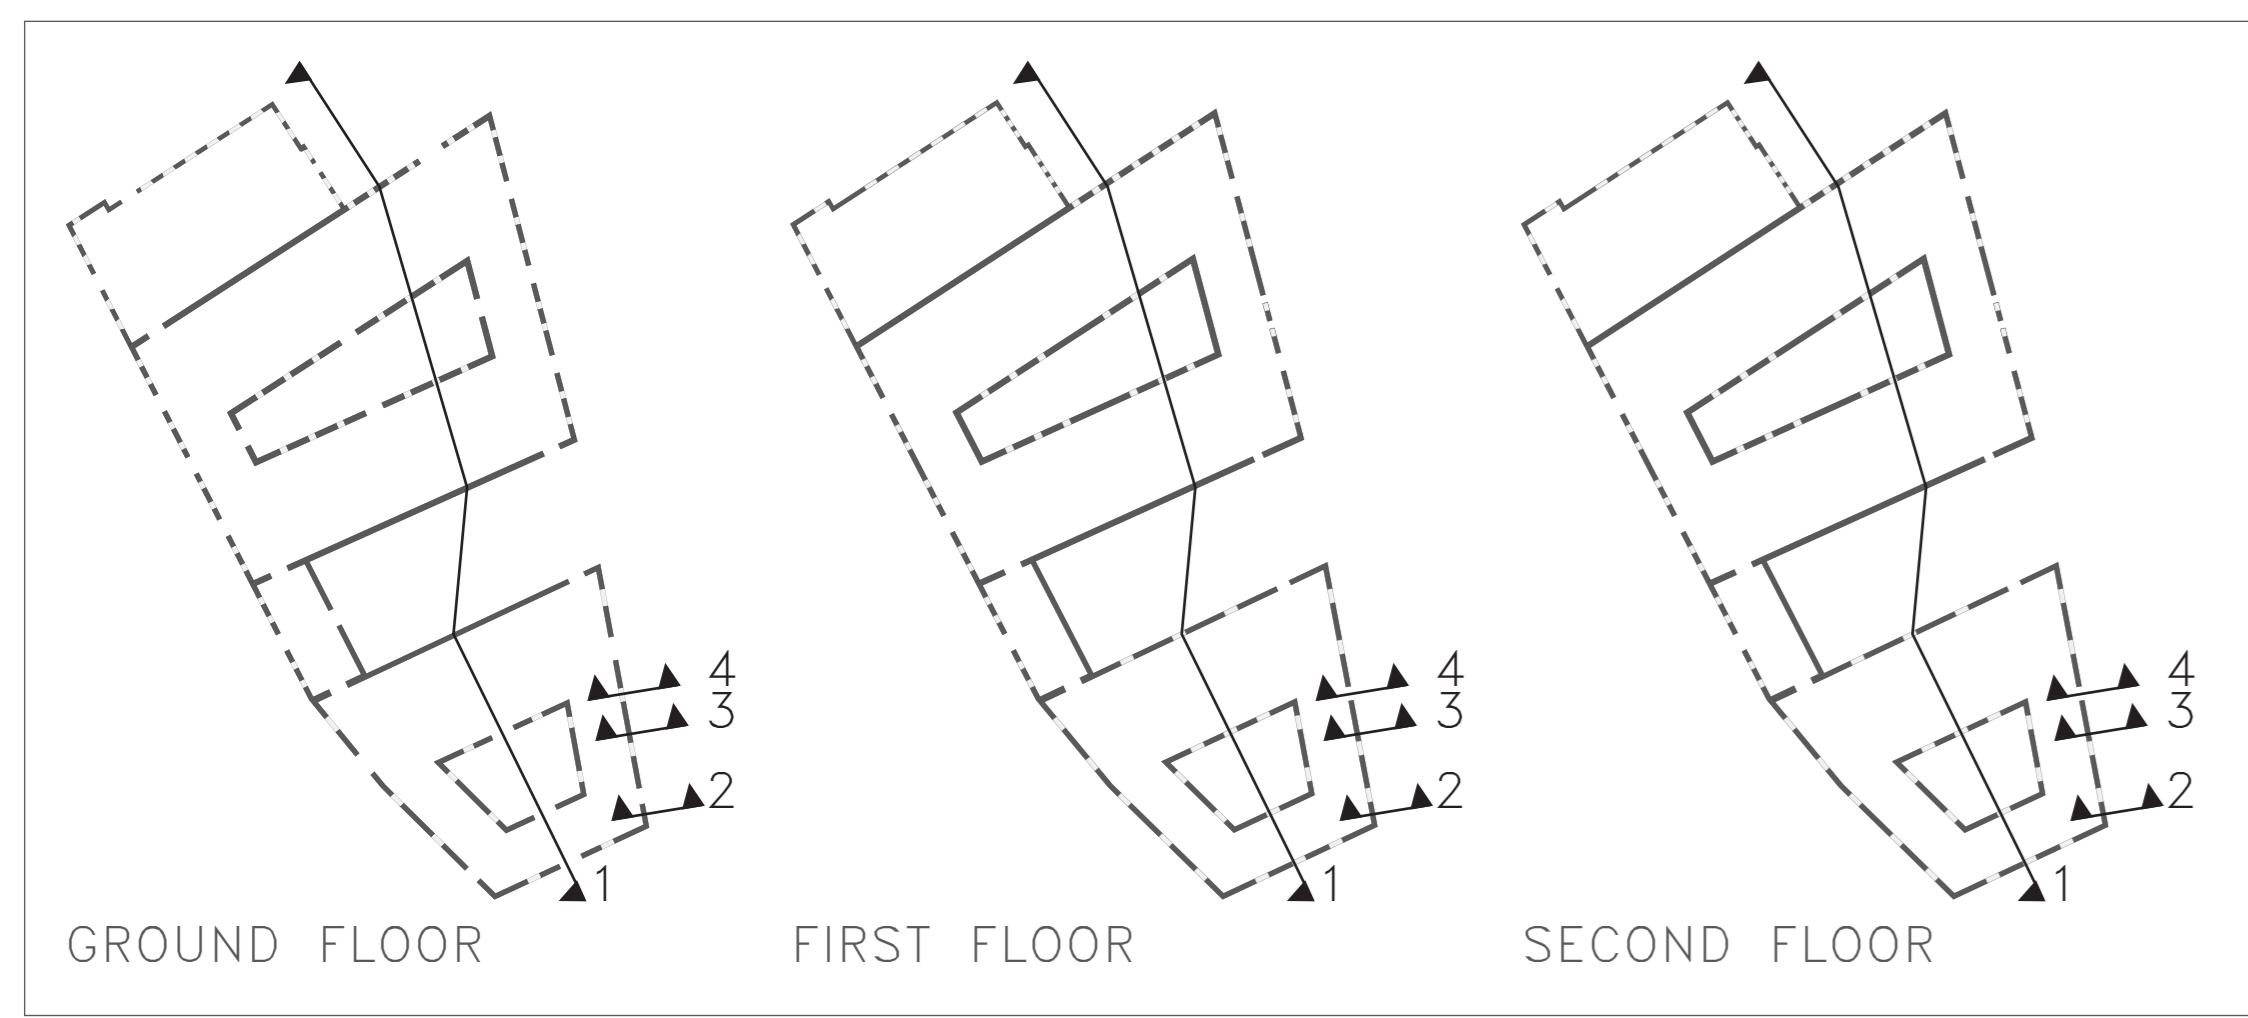 4 4 4
3 3 3
2 2 2
1 1 1
GROUND FLOOR FIRST FLOOR SECOND FLOOR